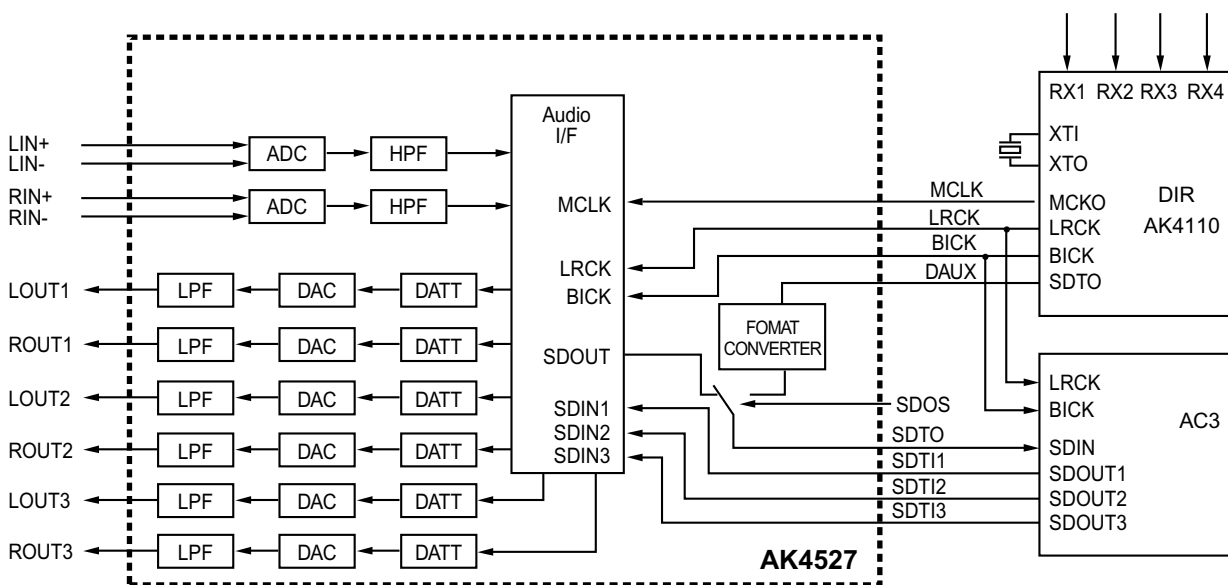 Audio
I/F
RX1 RX2 RX3 RX4
LIN+
LIN-
ADC
HPF
XTI
XTO
RIN+
RIN-
ADC
HPF
MCLK
MCLK
MCKO
DIR
AK4110
LRCK
LRCK
LRCK
BICK
BICK
BICK
DAUX
SDTO
LOUT1
LPF
DAC
DATT
FOMAT
CONVERTER
ROUT1
LPF
DAC
DATT
SDOUT
LOUT2
LPF
DAC
DATT
SDOS
LRCK
BICK
AC3
SDIN1
SDIN2
SDIN3
SDTO
SDIN
SDTI1
SDOUT1
SDTI2
SDOUT2
SDTI3
SDOUT3
ROUT2
LPF
DAC
DATT
LOUT3
LPF
DAC
DATT
ROUT3
LPF
DAC
DATT
AK4527